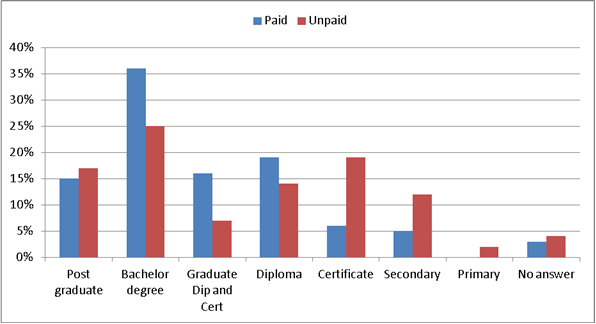 Paid Unpaid
40%
35%
30%
25%
20%
15%
10%
5%
0%
Post graduate
Bachelor degree
Graduate Dip and Cert
Diploma
Certificate
Secondary
Primary
No answer